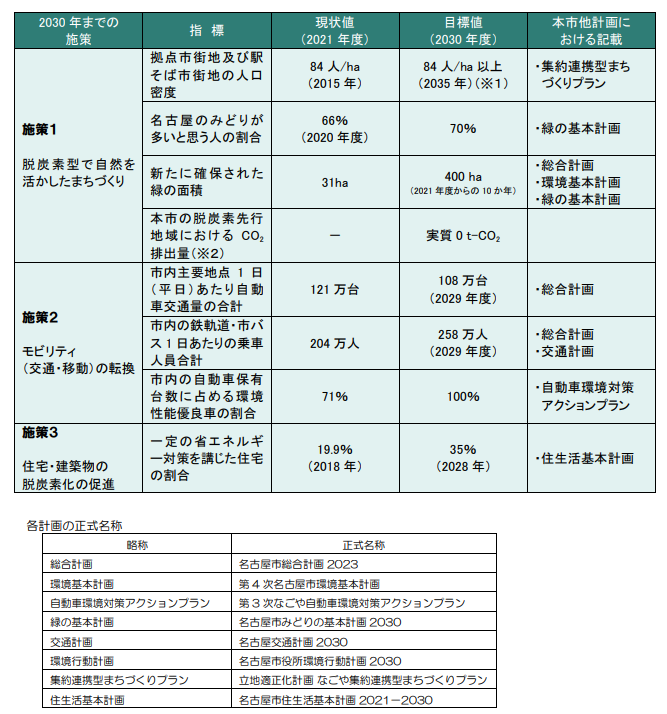 2030 年までの
施策
指 標
現状値
（2021 年度）
目標値
（2030 年度）
本市他計画に
おける記載
施策1
脱炭素型で自然を
活かしたまちづくり
拠点市街地及び駅
そば市街地の人口
密度
84 人/ha
（2015 年）
84 人/ha 以上
（2035 年）（※１）
・集約連携型まち
づくりプラン
名古屋のみどりが
多いと思う人の割合
66%
（2020 年度）
70%
・緑の基本計画
新たに確保された
緑の面積
31ha
400 ha
（2021 年度からの 10 か年）
・総合計画
・環境基本計画
・緑の基本計画
本市の脱炭素先行
地域における CO2
排出量（※２）
－
実質 0 t-CO2
施策2
モビリティ
（交通・移動）の転換
市内主要地点 1 日
（平日）あたり自動
車交通量の合計
121 万台
108 万台
（2029 年度）
・総合計画
市内の鉄軌道・市バ
ス１日あたりの乗車
人員合計
204 万人
258 万人
（2029 年度）
・総合計画
・交通計画
市内の自動車保有
台数に占める環境
性能優良車の割合
71%
100%
・自動車環境対策
アクションプラン
施策3
住宅・建築物の
脱炭素化の促進
一定の省エネルギ
ー対策を講じた住宅
の割合
19.9%
（2018 年）
35%
（2028 年）
・住生活基本計画
各計画の正式名称
略称
正式名称
総合計画
名古屋市総合計画 2023
環境基本計画
第 4 次名古屋市環境基本計画
自動車環境対策アクションプラン
第 3 次なごや自動車環境対策アクションプラン
緑の基本計画
名古屋市みどりの基本計画 2030
交通計画
名古屋交通計画 2030
環境行動計画
名古屋市役所環境行動計画 2030
集約連携型まちづくりプラン
立地適正化計画 なごや集約連携型まちづくりプラン
住生活基本計画
名古屋市住生活基本計画 2021－2030